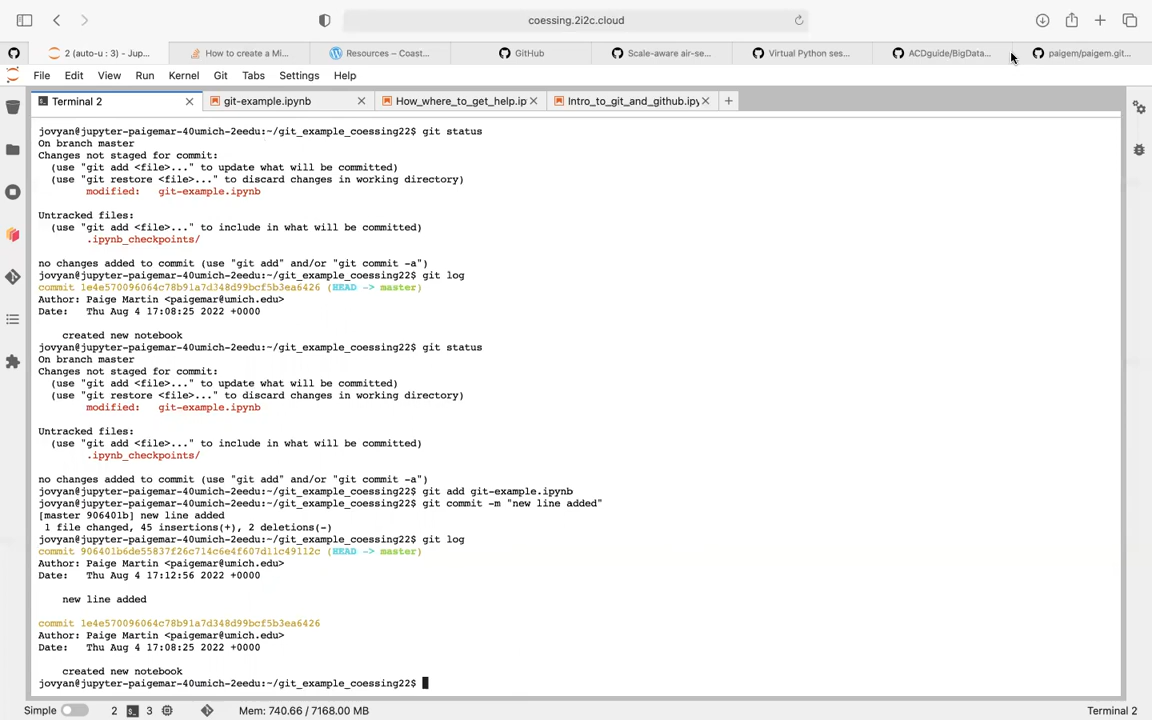 coessing.2i2c.cloud
2 (auto-u : 3) - Jup...
How to create a Mi...
Resources – Coast...
GitHub
Scale-aware air-se...
Virtual Python ses...
ACDguide/BigData...
paigem/paigem.git...
File Edit View Run Kernel Git Tabs Settings Help
Terminal 2
git-example.ipynb
How_where_to_get_help.ip
Intro_to_git_and_github.ipy
jovyan@jupyter-paigemar-40umich-2eedu:~/git_example_coessing22$ git status
On branch master
Changes not staged for commit:
(use "git add <file>..." to update what will be committed)
(use "git restore <file>..." to discard changes in working directory)
modified: git-example.ipynb
Untracked files:
(use "git add <file>..." to include in what will be committed)
.ipynb_checkpoints/
no changes added to commit (use "git add" and/or "git commit -a")
jovyan@jupyter-paigemar-40umich-2eedu:~/git_example_coessing22$ git log
commit 1e4e570096064c78b91a7d348d99bcf5b3ea6426 (HEAD -> master)
Author: Paige Martin <paigemar@umich.edu>
Date: Thu Aug 4 17:08:25 2022 +0000
created new notebook
jovyan@jupyter-paigemar-40umich-2eedu:~/git_example_coessing22$ git status
On branch master
Changes not staged for commit:
(use "git add <file>..." to update what will be committed)
(use "git restore <file>..." to discard changes in working directory)
modified: git-example.ipynb
Untracked files:
(use "git add <file>..." to include in what will be committed)
.ipynb_checkpoints/
no changes added to commit (use "git add" and/or "git commit -a")
jovyan@jupyter-paigemar-40umich-2eedu:~/git_example_coessing22$ git add git-example.ipynb
jovyan@jupyter-paigemar-40umich-2eedu:~/git_example_coessing22$ git commit -m "new line added"
[master 906401b] new line added
1 file changed, 45 insertions(+), 2 deletions(-)
jovyan@jupyter-paigemar-40umich-2eedu:~/git_example_coessing22$ git log
commit 906401b6de55837f26c714c6e4f607d11c49112c (HEAD -> master)
Author: Paige Martin <paigemar@umich.edu>
Date: Thu Aug 4 17:12:56 2022 +0000
new line added
commit 1e4e570096064c78b91a7d348d99bcf5b3ea6426
Author: Paige Martin <paigemar@umich.edu>
Date: Thu Aug 4 17:08:25 2022 +0000
created new notebook
jovyan@jupyter-paigemar-40umich-2eedu:~/git_example_coessing22$
Simple 2 3 Mem: 740.66 / 7168.00 MB Terminal 2